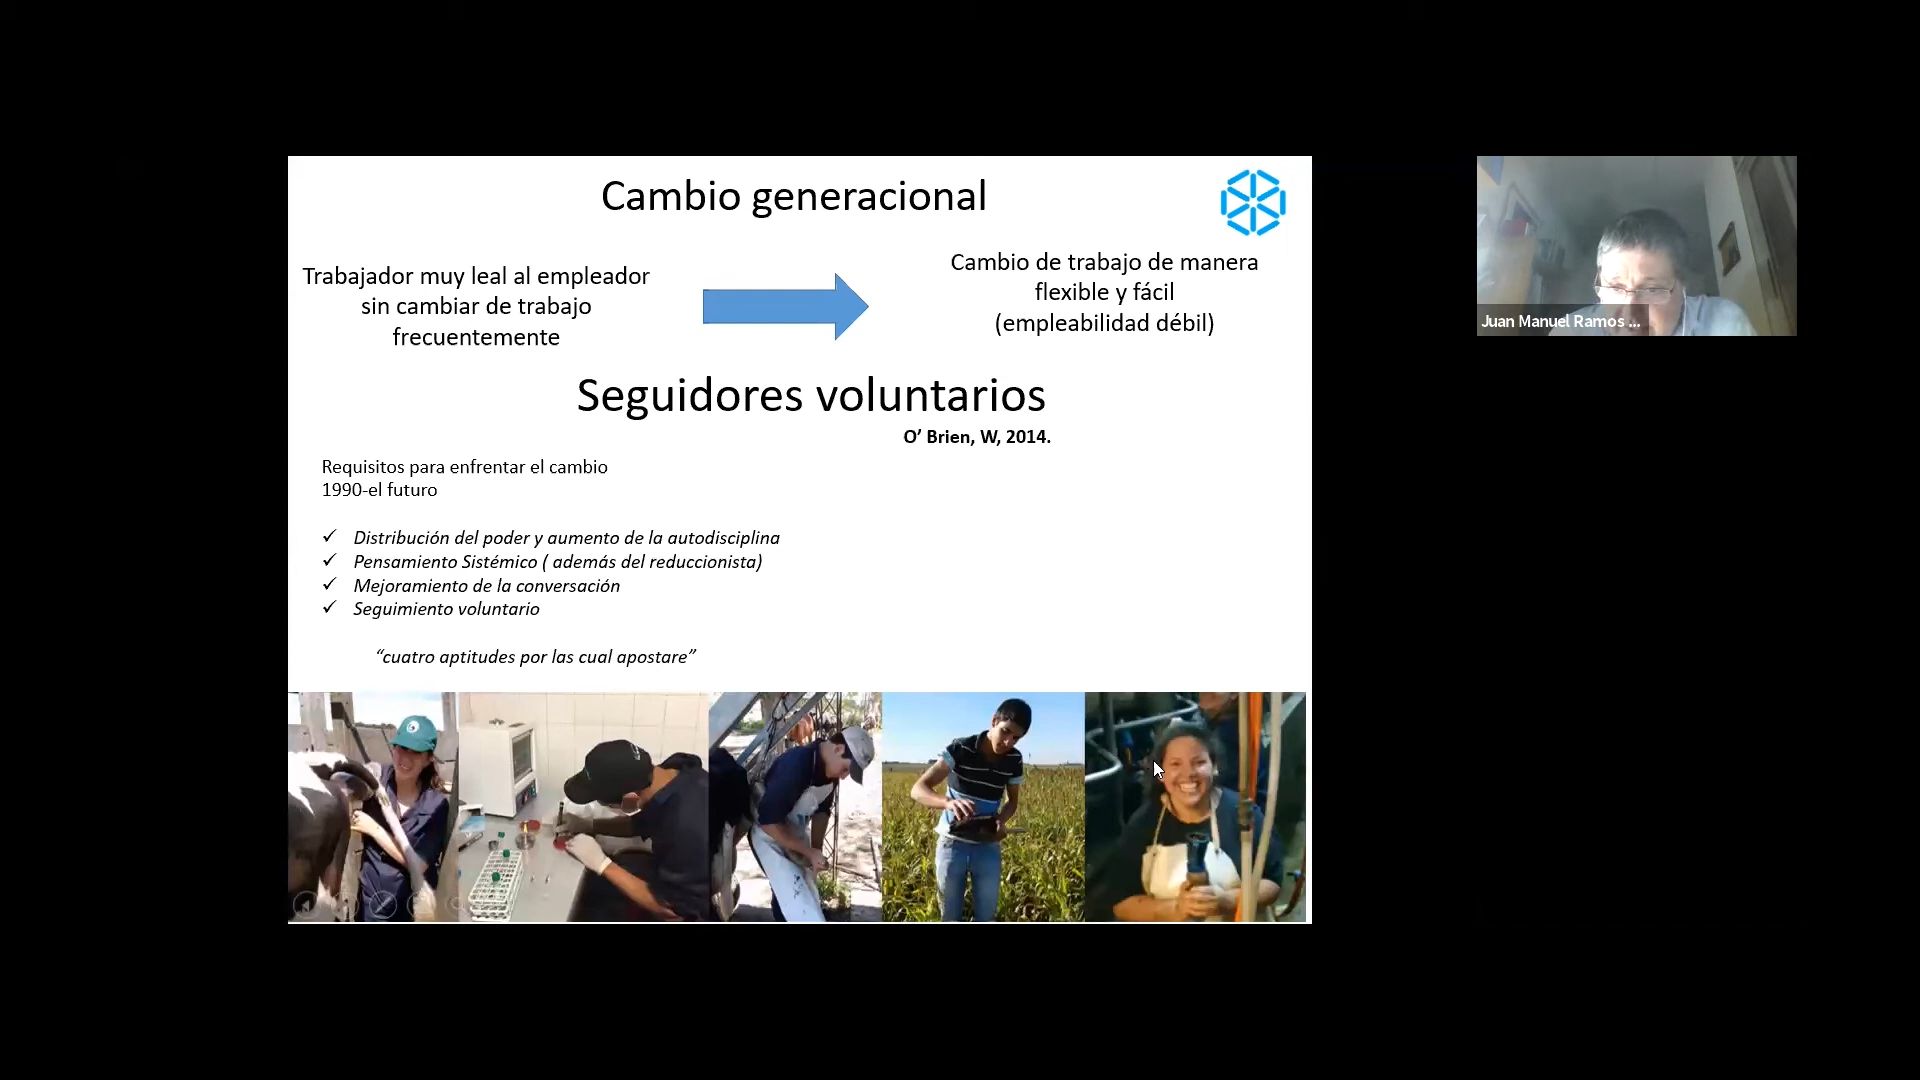 Cambio generacional
Trabajador muy leal al empleador
sin cambiar de trabajo
frecuentemente
Cambio de trabajo de manera
flexible y fácil
(empleabilidad débil)
Seguidores voluntarios
O’ Brien, W, 2014.
Requisitos para enfrentar el cambio
1990-el futuro
✓ Distribución del poder y aumento de la autodisciplina
✓ Pensamiento Sistémico ( además del reduccionista)
✓ Mejoramiento de la conversación
✓ Seguimiento voluntario
“cuatro aptitudes por las cual apostare”
Juan Manuel Ramos ...